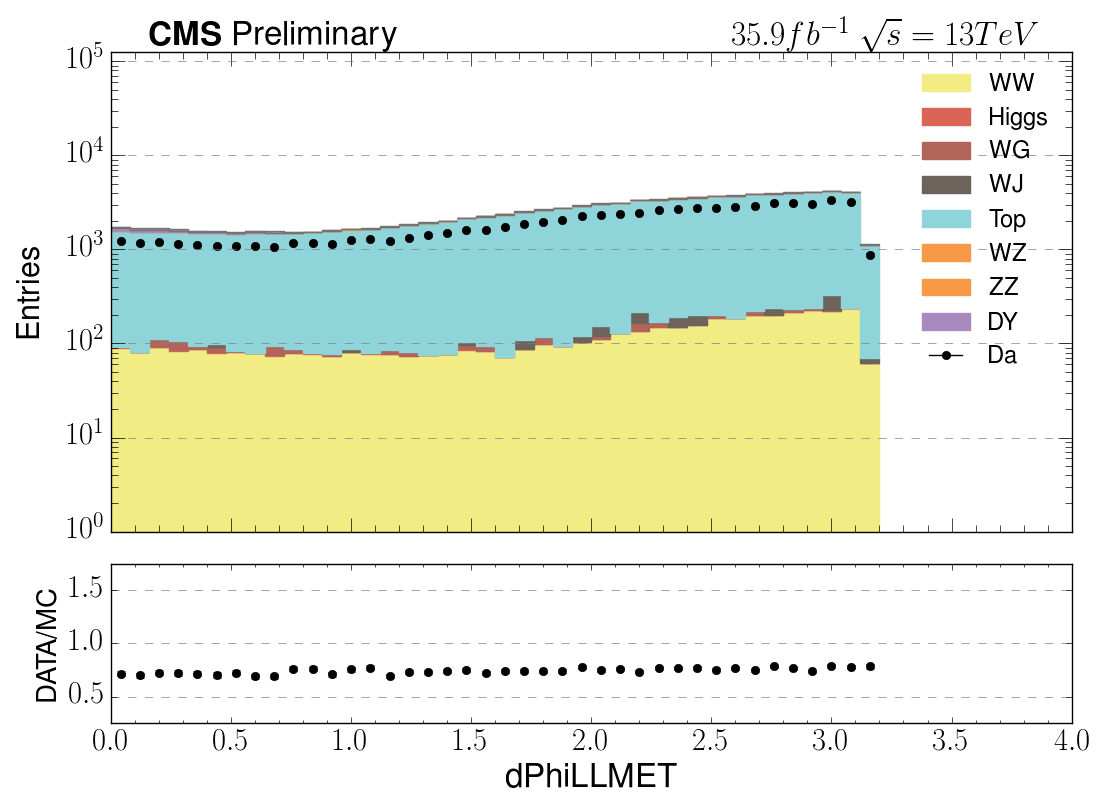 CMS Preliminary 35.9fb⁻¹ √s = 13TeV
10⁵
10⁴
10³
10²
10¹
10⁰
Entries
WW
Higgs
WG
WJ
Top
WZ
ZZ
DY
Da
1.5
1.0
0.5
DATA/MC
0.0 0.5 1.0 1.5 2.0 2.5 3.0 3.5 4.0
dPhiLLMET